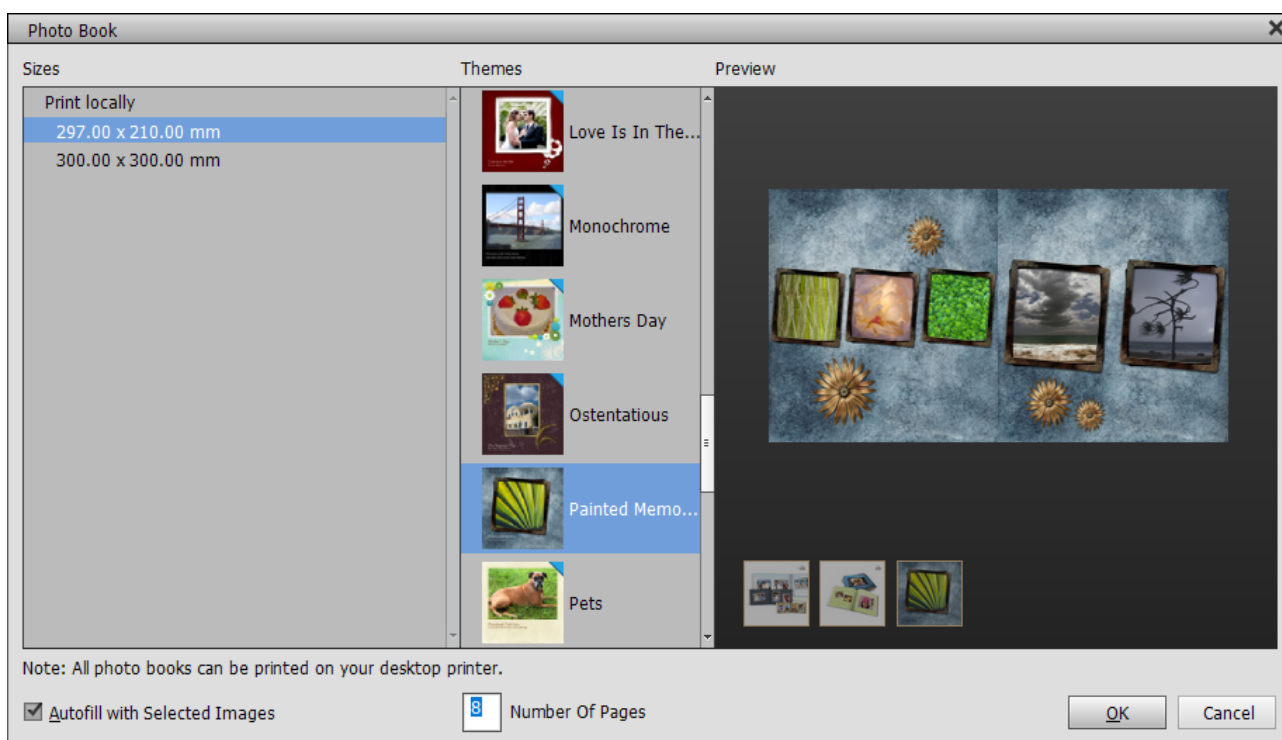 Photo Book
Sizes
Themes
Preview
Print locally
297.00 x 210.00 mm
300.00 x 300.00 mm
Love Is In The...
Monochrome
Mothers Day
Ostentatious
Painted Memo...
Pets
Note: All photo books can be printed on your desktop printer.
Autofill with Selected Images
8 Number Of Pages
OK
Cancel